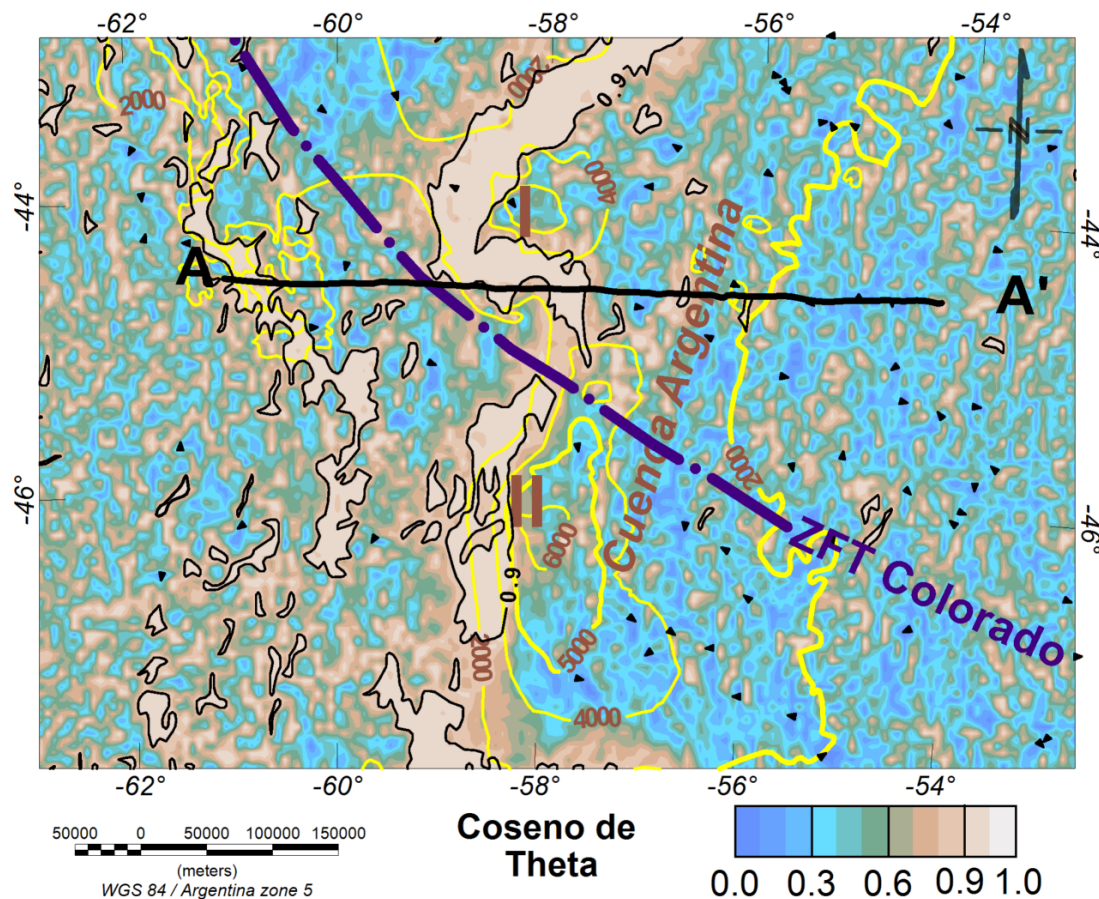 -62° -60° -58° -56° -54°
2000
2000
0.9
N
4000
-44°
-44°
I
A
A'
Cuenca Argentina
2000
-46°
-46°
II
6000
0.9
ZFT Colorado
5000
2000
4000
-62° -60° -58° -56° -54°
50000 0 50000 100000 150000
(meters)
WGS 84 / Argentina zone 5
Coseno de
Theta
0.0 0.3 0.6 0.9 1.0